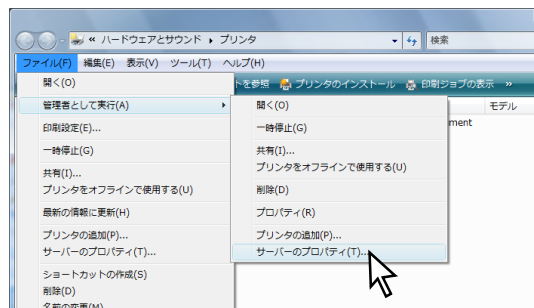 « ハードウェアとサウンド ▸ プリンタ
検索
ファイル(F) 編集(E) 表示(V) ツール(T) ヘルプ(H)
トを参照 プリンタのインストール 印刷ジョブの表示 »
モデル
ment
開く(O)
管理者として実行(A)
印刷設定(E)...
一時停止(G)
共有(I)...
プリンタをオフラインで使用する(U)
最新の情報に更新(H)
プリンタの追加(P)...
サーバーのプロパティ(T)...
ショートカットの作成(S)
削除(D)
名前の変更(M)
開く(O)
一時停止(G)
共有(I)...
プリンタをオフラインで使用する(U)
削除(D)
プロパティ(R)
プリンタの追加(P)...
サーバーのプロパティ(T)...